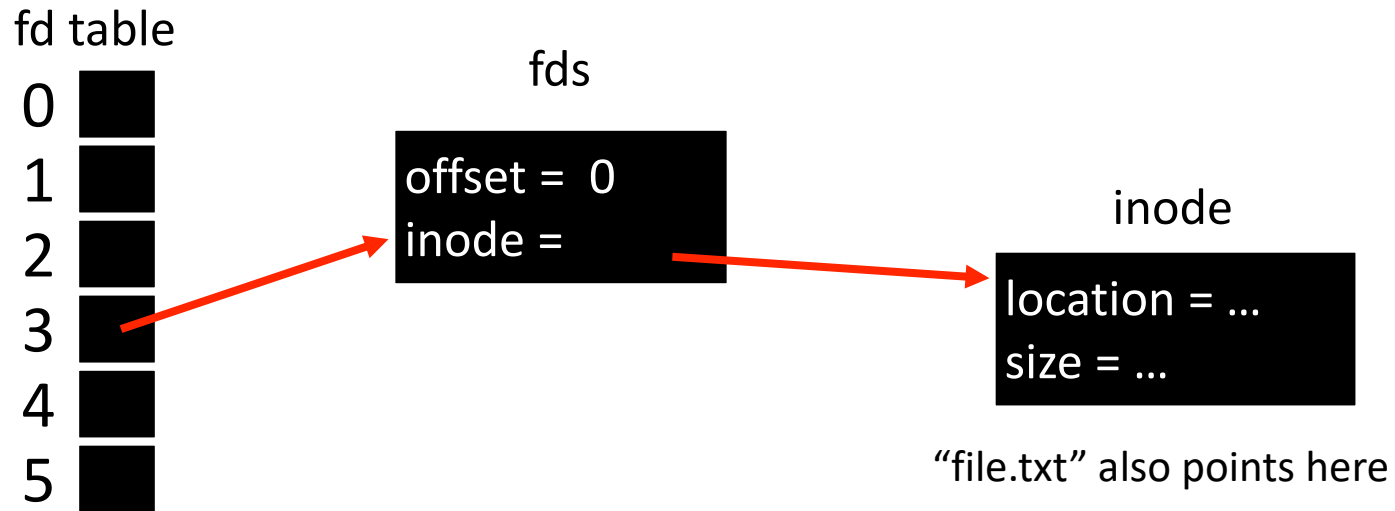 fd table
0
1
2
3
4
5
fds
offset =  0
inode =
inode
location = ...
size = ...
“file.txt” also points here